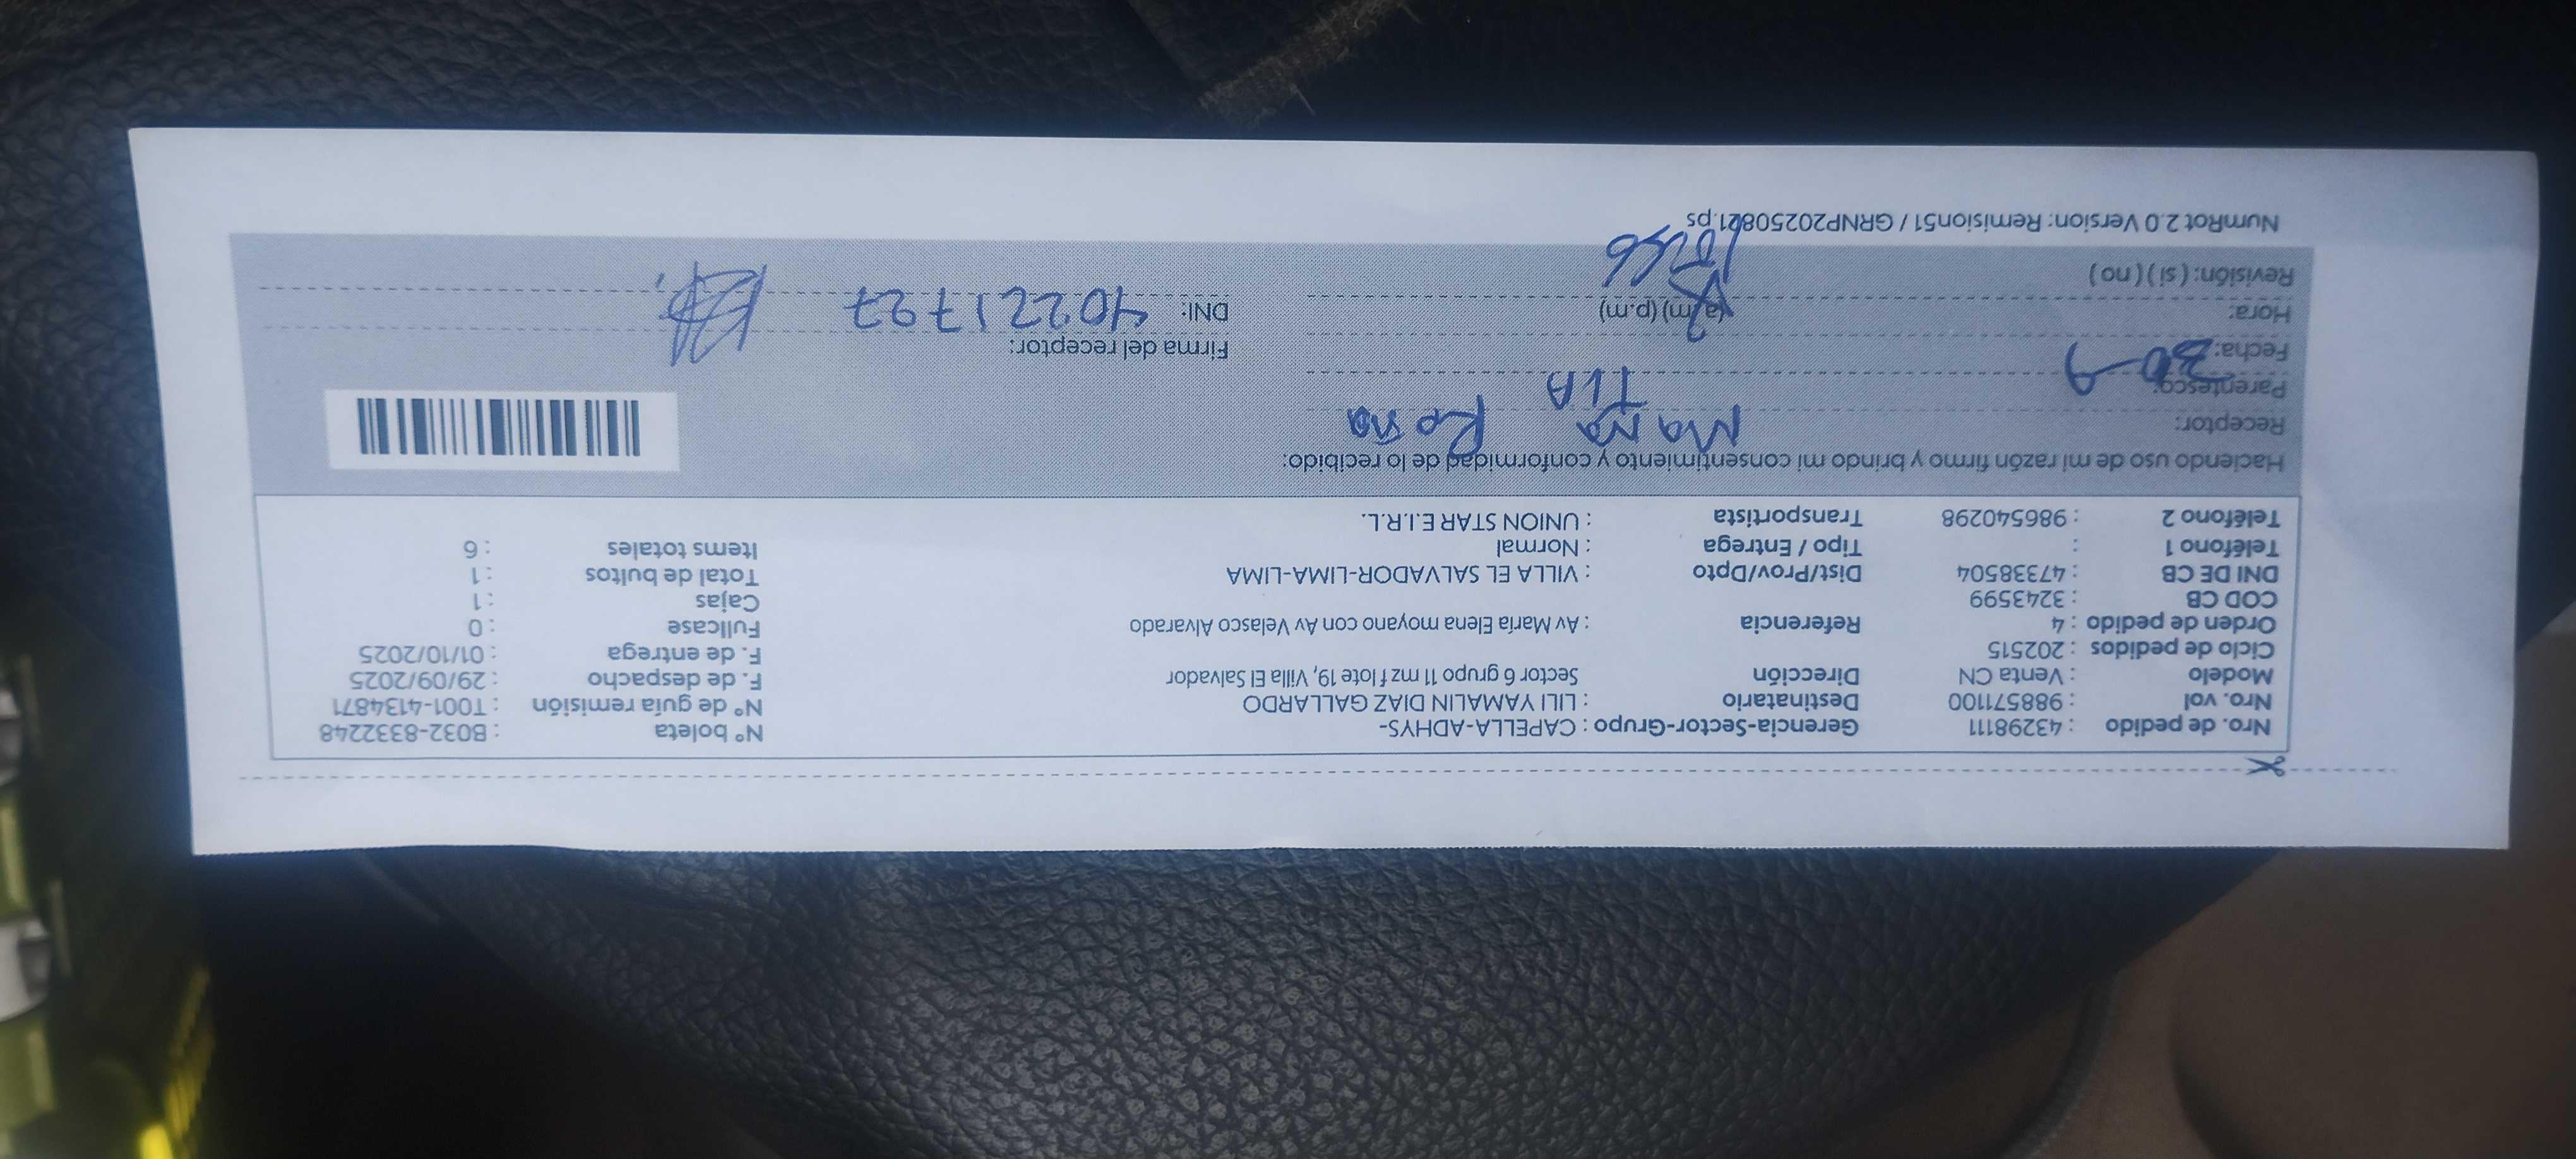 Nro. de pedido : 43298111 Gerencia-Sector-Grupo : CAPELLA-ADHYS- N° boleta : B032-8332248
Nro. vol : 988571100 Destinatario : LILI YAMALIN DIAZ GALLARDO N° de guía remisión : T001-4134871
Modelo : Venta CN Dirección Sector 6 grupo 11 mz f lote 19, Villa El Salvador F. de despacho : 29/09/2025
Ciclo de pedidos : 202515 F. de entrega : 01/10/2025
Orden de pedido : 4 Referencia : Av María Elena moyano con Av Velasco Alvarado Fullcase : 0
COD CB : 3243599 Cajas : 1
DNI DE CB : 47338504 Dist/Prov/Dpto : VILLA EL SALVADOR-LIMA-LIMA Total de bultos : 1
Teléfono 1 : Tipo / Entrega : Normal Items totales : 6
Teléfono 2 : 986540298 Transportista : UNION STAR E.I.R.L.
Haciendo uso de mi razón firmo y brindo mi consentimiento y conformidad de lo recibido:
Receptor: Rosa
Parentesco: TIA
Fecha: 30-9 Firma del receptor:
Hora: (a.m) (p.m) DNI: 40221797
Revisión: ( si ) ( no )
NumRot 2.0 Version: Remision51 / GRNP20250821.ps